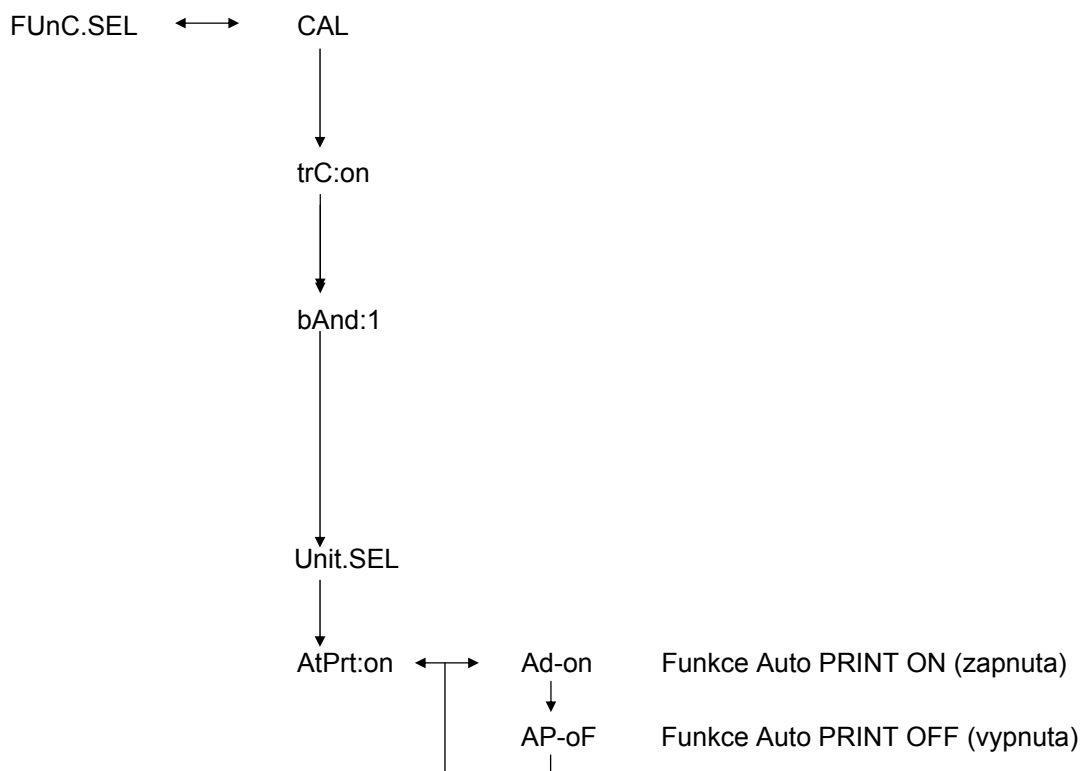 FUnC.SEL CAL
trC:on
bAnd:1
Unit.SEL
AtPrt:on Ad-on Funkce Auto PRINT ON (zapnuta)
AP-oF Funkce Auto PRINT OFF (vypnuta)